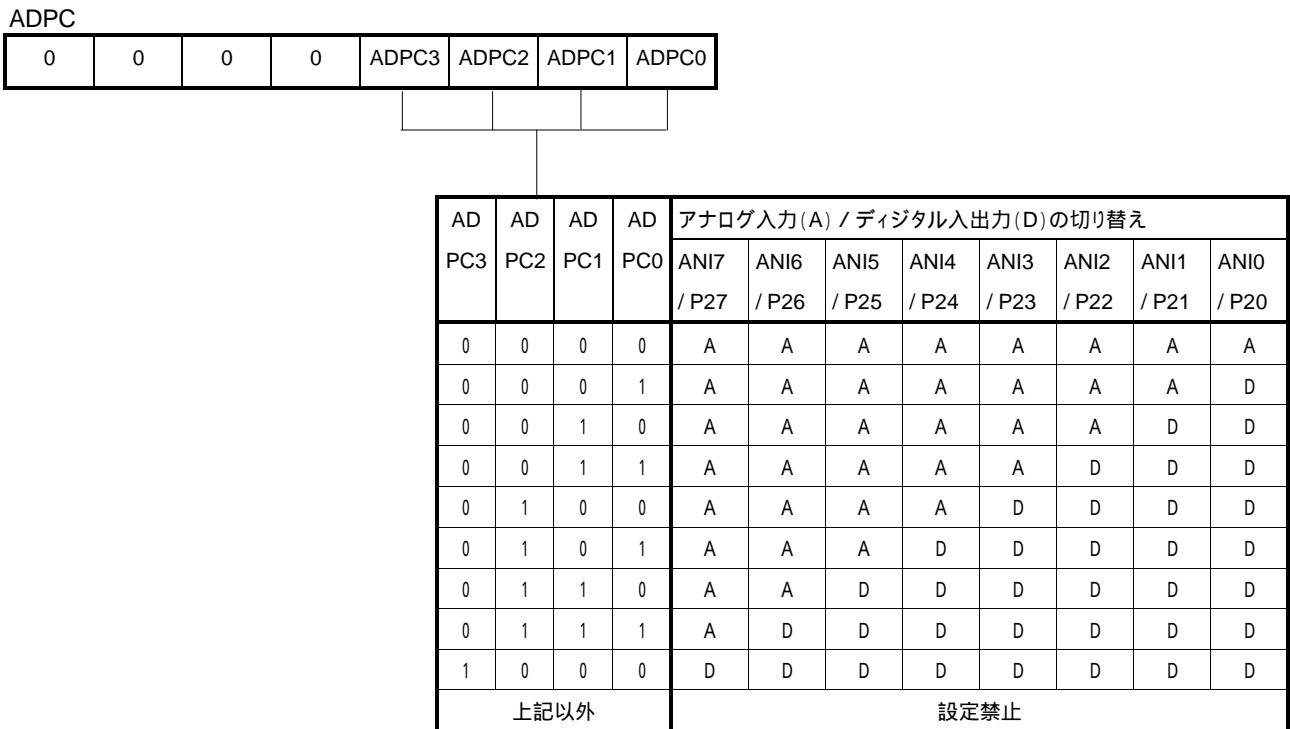 ADPC
0 0 0 0 ADPC3 ADPC2 ADPC1 ADPC0
AD AD AD AD アナログ入力(A) / ディジタル入出力(D)の切り替え
PC3 PC2 PC1 PC0 ANI7 ANI6 ANI5 ANI4 ANI3 ANI2 ANI1 ANI0
/ P27 / P26 / P25 / P24 / P23 / P22 / P21 / P20
0 0 0 0 A A A A A A A A
0 0 0 1 A A A A A A A D
0 0 1 0 A A A A A A D D
0 0 1 1 A A A A A D D D
0 1 0 0 A A A A D D D D
0 1 0 1 A A A D D D D D
0 1 1 0 A A D D D D D D
0 1 1 1 A D D D D D D D
1 0 0 0 D D D D D D D D
上記以外 設定禁止